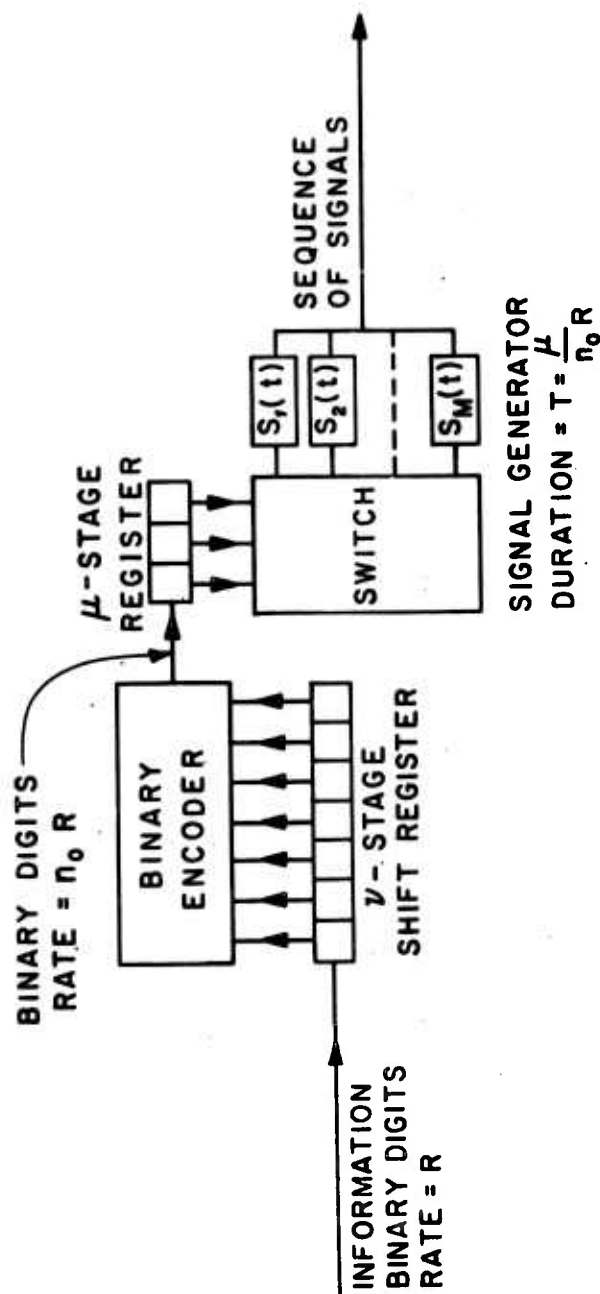 BINARY DIGITS
RATE = n₀ R
μ-STAGE
REGISTER
BINARY
ENCODER
SEQUENCE
OF SIGNALS
SWITCH
S₁(t)
S₂(t)
S_M(t)
INFORMATION
BINARY DIGITS
RATE = R
ν-STAGE
SHIFT REGISTER
SIGNAL GENERATOR
DURATION = T = μ/n₀ R